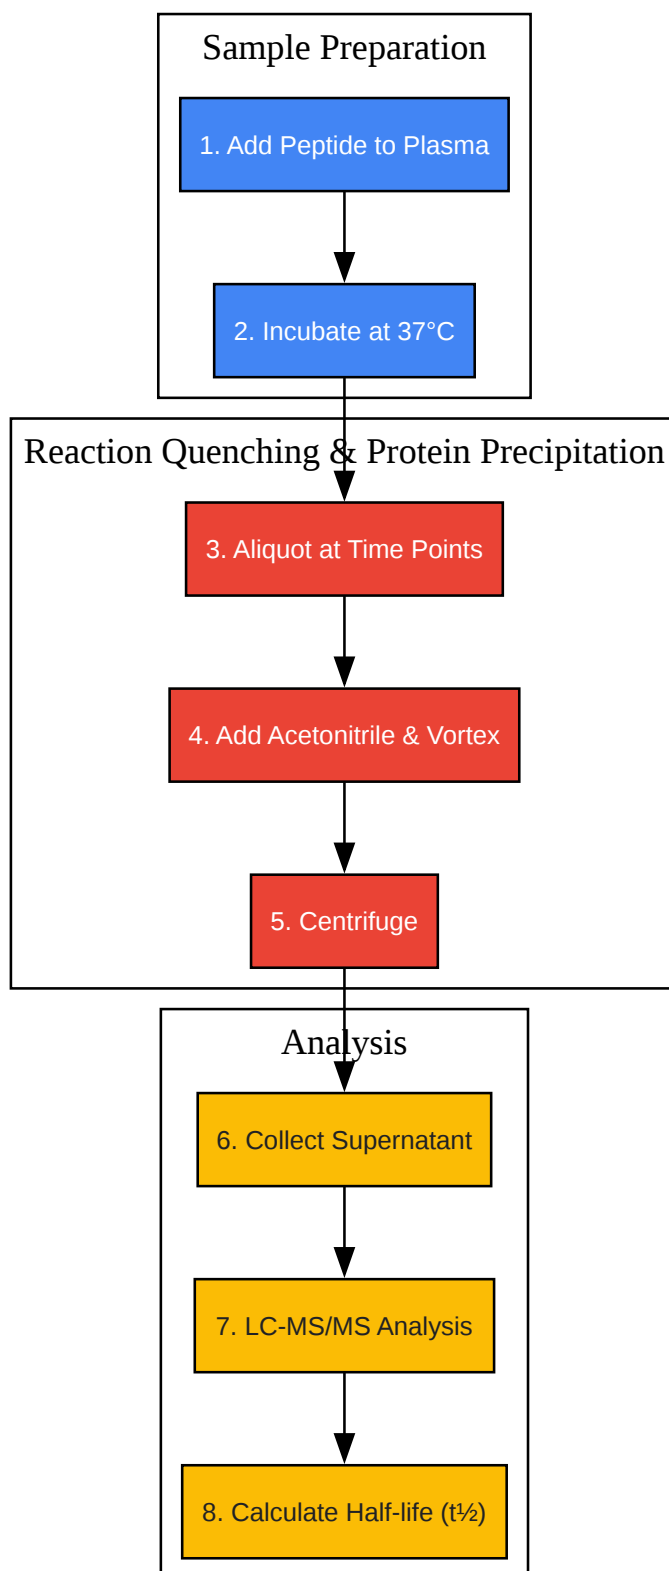 Sample Preparation
1. Add Peptide to Plasma
2. Incubate at 37°C
Reaction Quenching & Protein Precipitation
3. Aliquot at Time Points
4. Add Acetonitrile & Vortex
5. Centrifuge
Analysis
6. Collect Supernatant
7. LC-MS/MS Analysis
8. Calculate Half-life (t½)